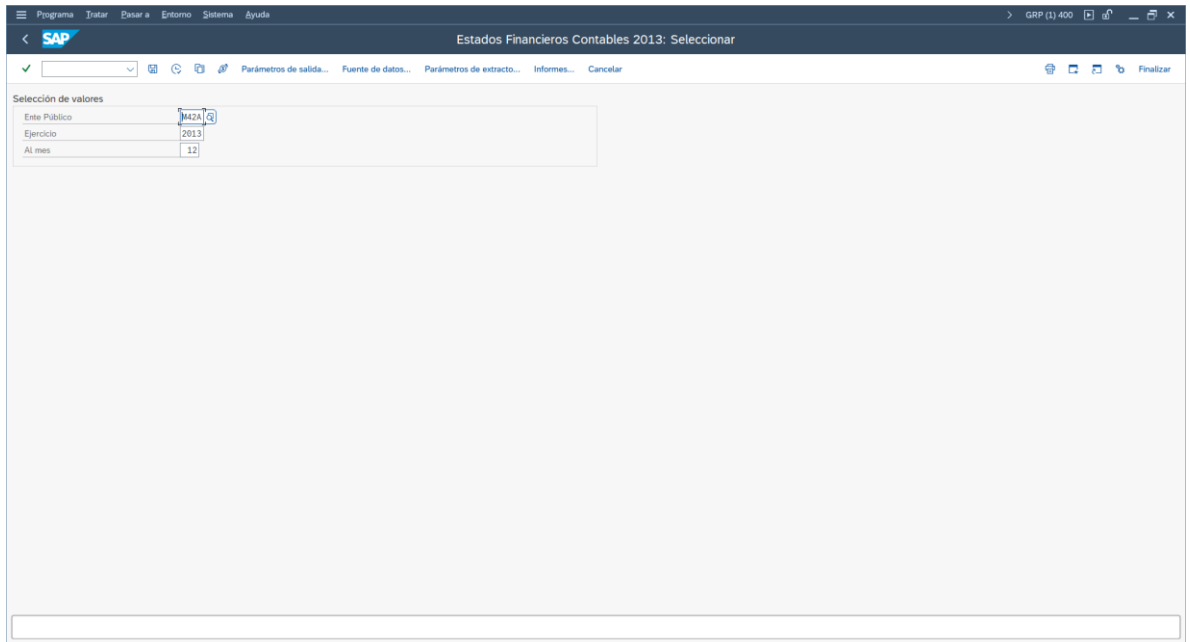 Programa Tratar Pasar a Entorno Sistema Ayuda GRP (1) 400
SAP Estados Financieros Contables 2013: Seleccionar
Parámetros de salida... Fuente de datos... Parámetros de extracto... Informes... Cancelar Finalizar
Selección de valores
Ente Público M42A
Ejercicio 2013
Al mes 12